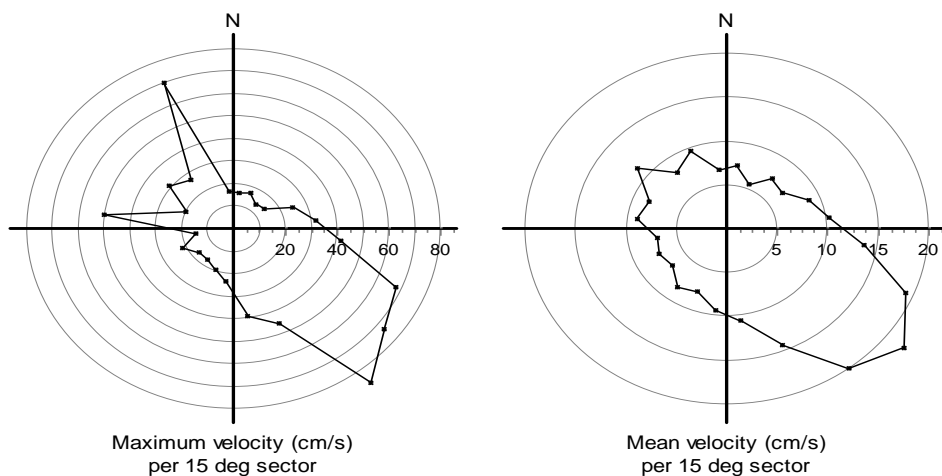 N
20 40 60 80
Maximum velocity (cm/s)
per 15 deg sector
N
5 10 15 20
Mean velocity (cm/s)
per 15 deg sector